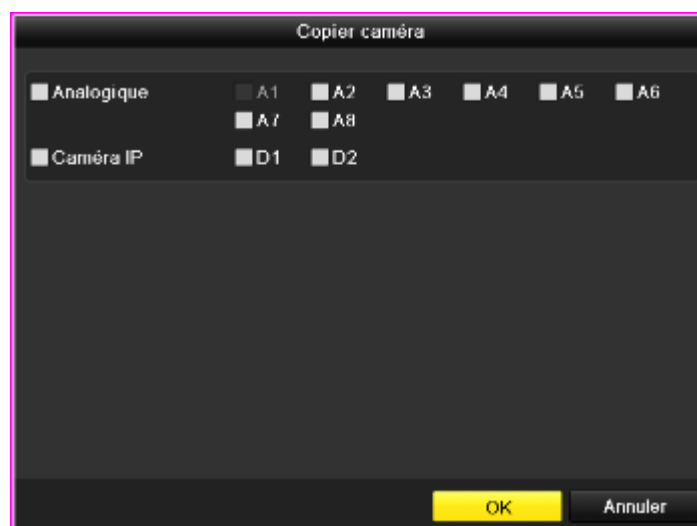 Copier caméra
Analogique A1 A2 A3 A4 A5 A6
A7 A8
Caméra IP D1 D2
OK Annuler